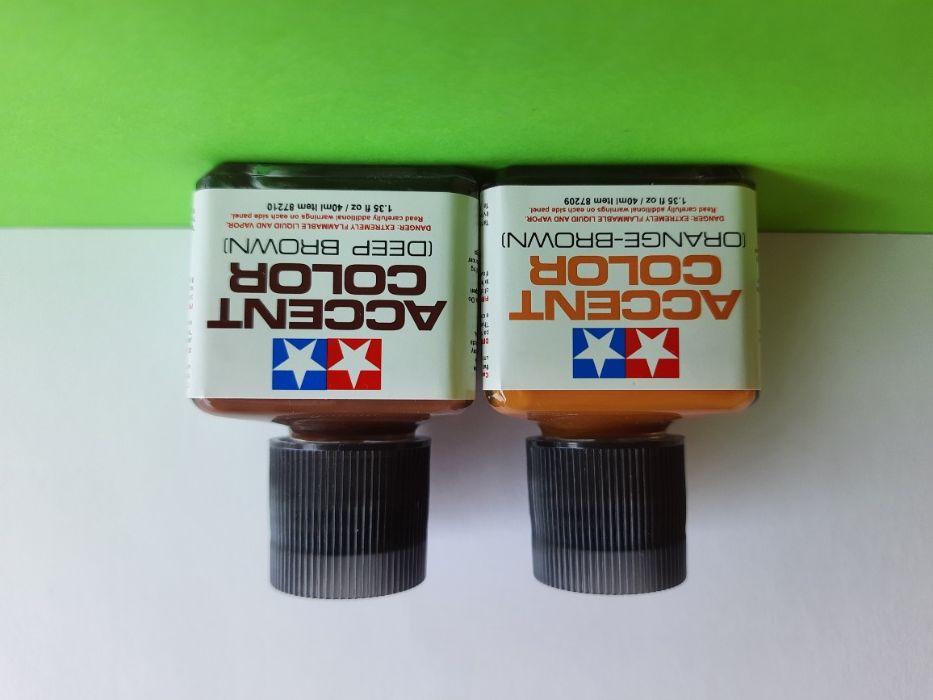 ACCENT
COLOR
(ORANGE-BROWN)
DANGER: EXTREMELY FLAMMABLE LIQUID AND VAPOR.
Read carefully additional warnings on each side panel.
1.35 fl oz / 40ml Item 87209
ACCENT
COLOR
(DEEP BROWN)
DANGER: EXTREMELY FLAMMABLE LIQUID AND VAPOR.
Read carefully additional warnings on each side panel.
1.35 fl oz / 40ml Item 87210